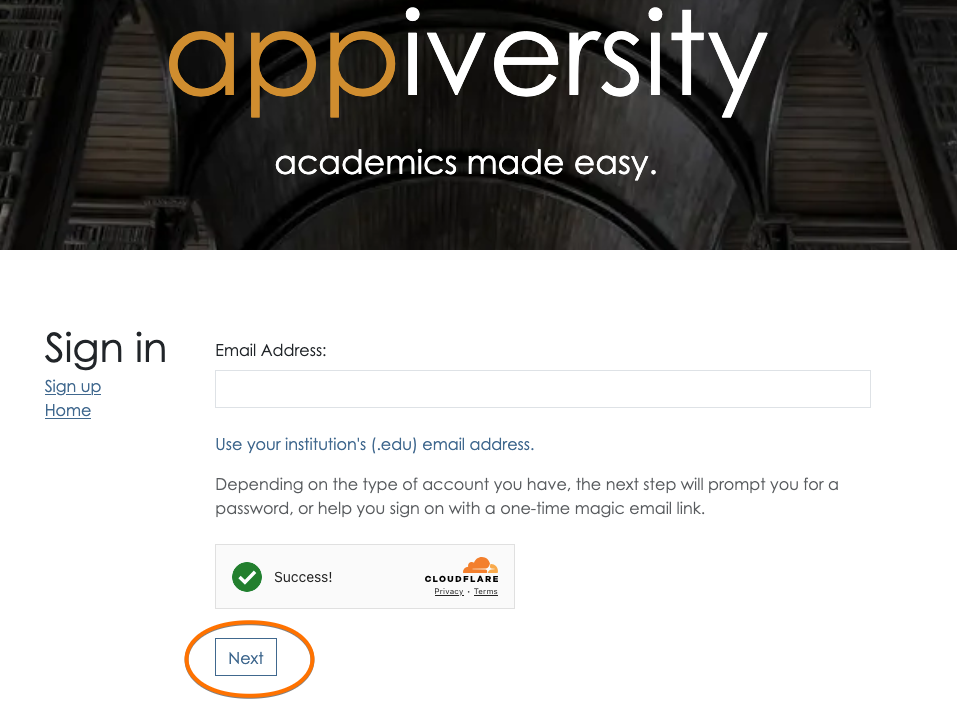 appiversity
academics made easy.
Sign in
Sign up
Home
Email Address:
Use your institution's (.edu) email address.
Depending on the type of account you have, the next step will prompt you for a
password, or help you sign on with a one-time magic email link.
Success!
CLOUDFLARE
Privacy • Terms
Next